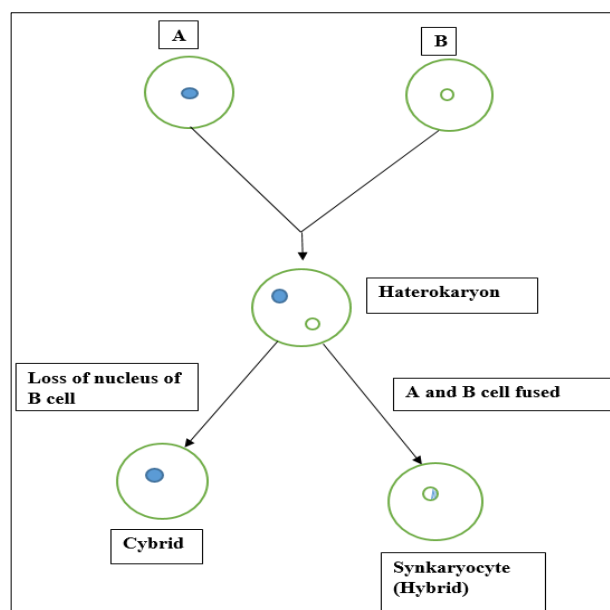 A
B
Haterokaryon
Loss of nucleus of
B cell
A and B cell fused
Cybrid
Synkaryocyte
(Hybrid)